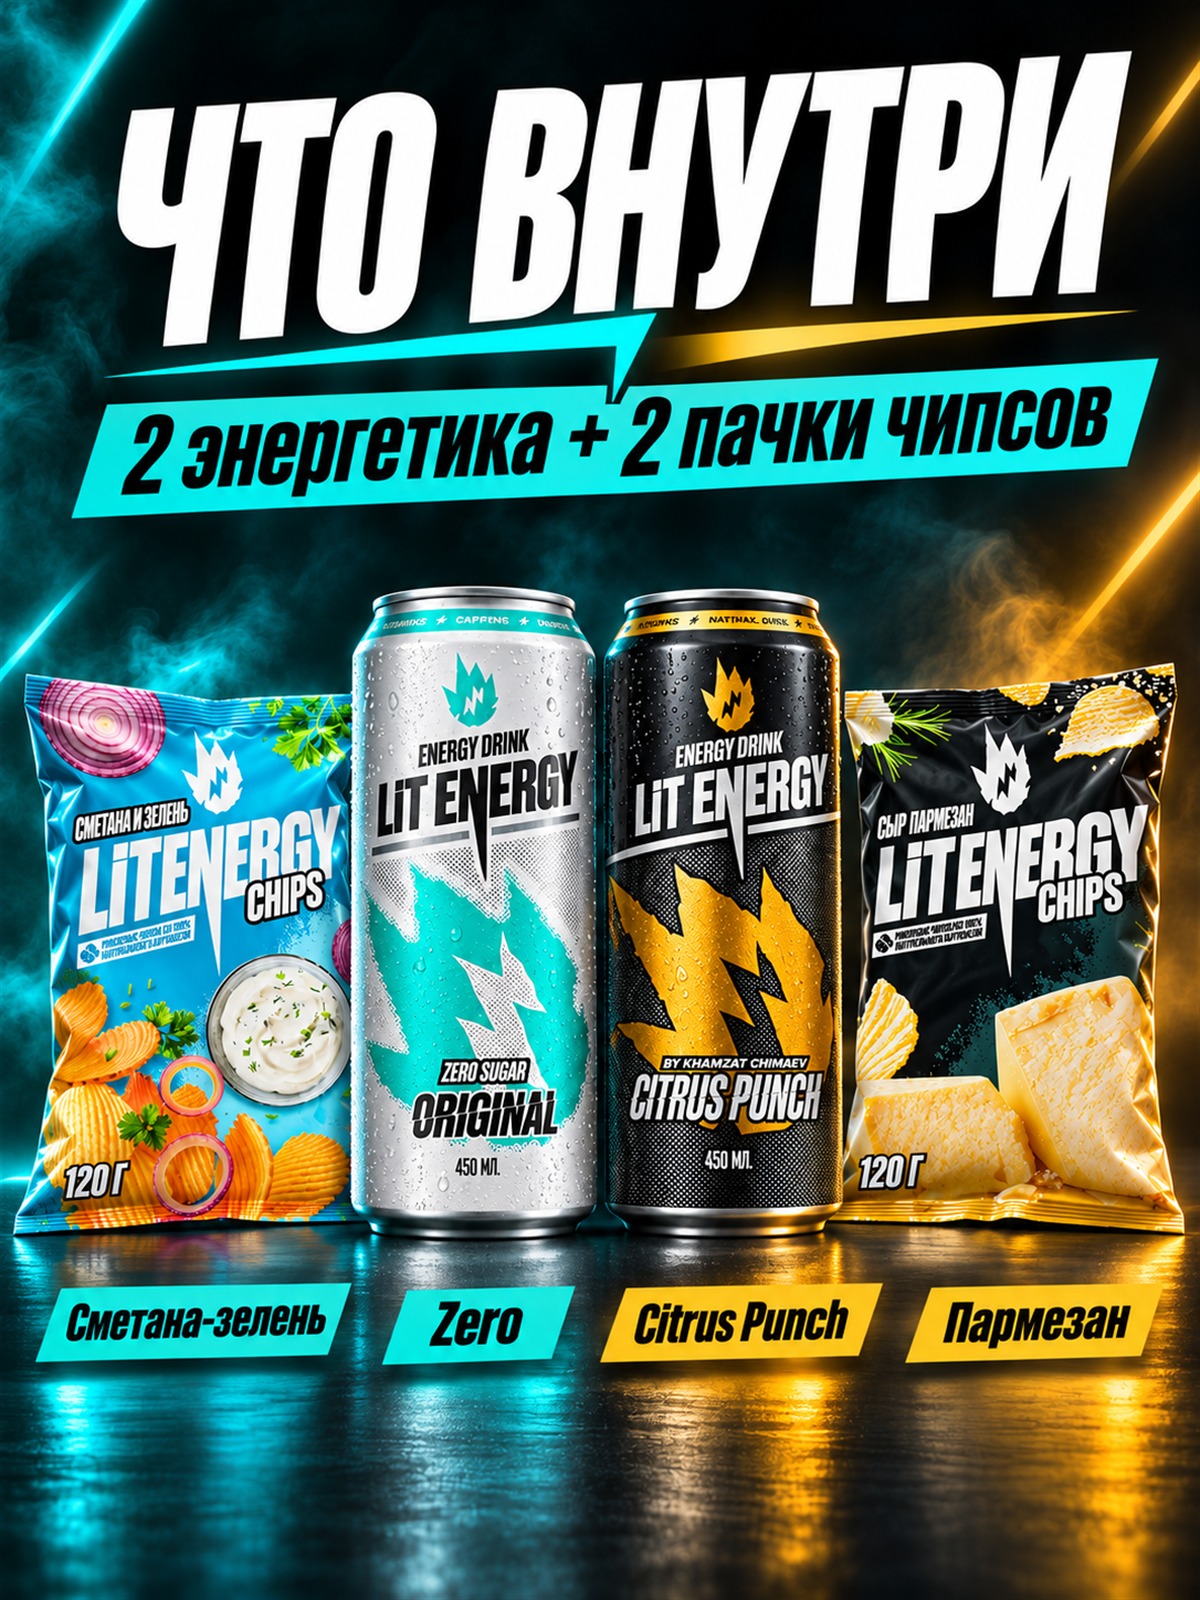 ЧТО ВНУТРИ
2 энергетика + 2 пачки чипсов
СМЕТАНА И ЗЕЛЕНЬ
LiTENERGY
CHIPS
120 Г
ENERGY DRINK
LiT ENERGY
ZERO SUGAR
ORIGINAL
450 МЛ.
ENERGY DRINK
LiT ENERGY
BY KHAMZAT CHIMAEV
CITRUS PUNCH
450 МЛ.
СЫР ПАРМЕЗАН
LiTENERGY
CHIPS
120 Г
Сметана-зелень
Zero
Citrus Punch
Пармезан